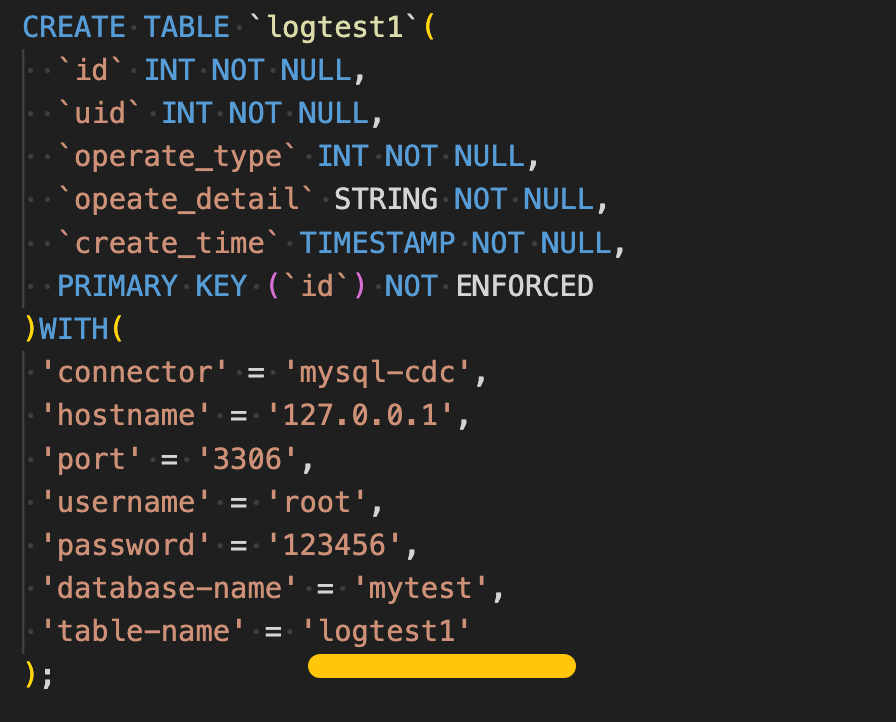 CREATE TABLE `logtest1`(
  `id` INT NOT NULL,
  `uid` INT NOT NULL,
  `operate_type` INT NOT NULL,
  `opeate_detail` STRING NOT NULL,
  `create_time` TIMESTAMP NOT NULL,
  PRIMARY KEY (`id`) NOT ENFORCED
)WITH(
 'connector' = 'mysql-cdc',
 'hostname' = '127.0.0.1',
 'port' = '3306',
 'username' = 'root',
 'password' = '123456',
 'database-name' = 'mytest',
 'table-name' = 'logtest1'
);